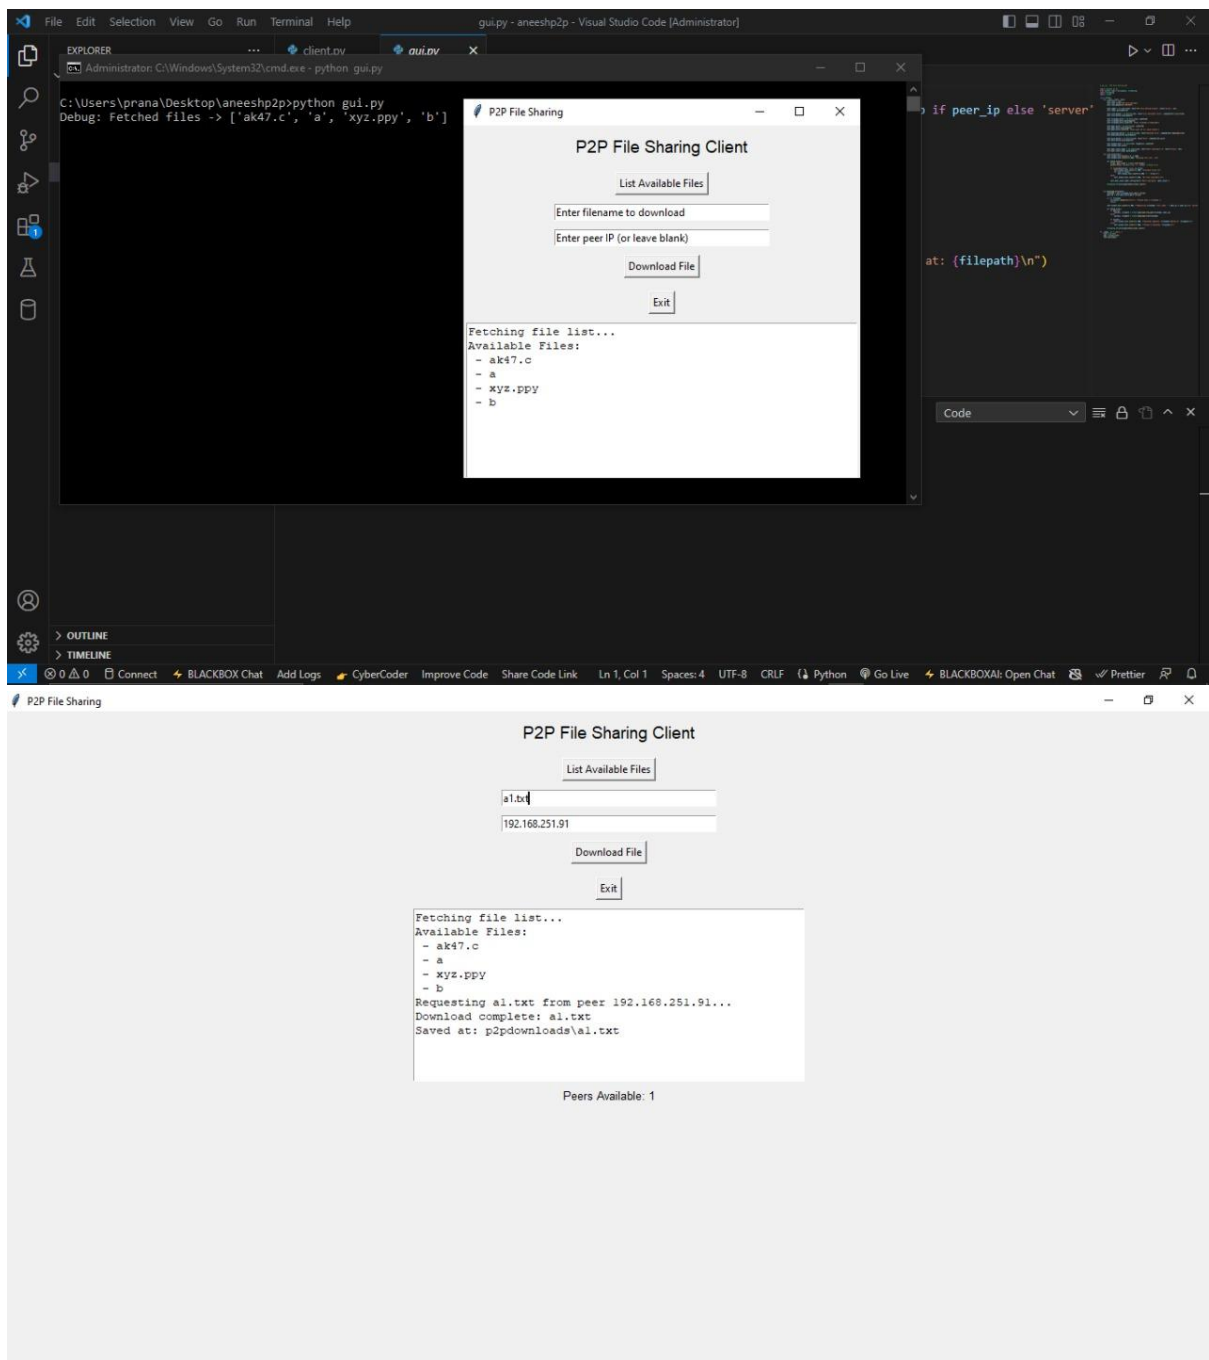 File Edit Selection View Go Run Terminal Help gui.py - aneeshp2p - Visual Studio Code [Administrator]
EXPLORER ... client.py gui.py
Administrator: C:\Windows\System32\cmd.exe - python gui.py
C:\Users\prana\Desktop\aneeshp2p>python gui.py
Debug: Fetched files -> ['ak47.c', 'a', 'xyz.ppy', 'b']
if peer_ip else 'server'
at: {filepath}\n")
P2P File Sharing
P2P File Sharing Client
List Available Files
Enter filename to download
Enter peer IP (or leave blank)
Download File
Exit
Fetching file list...
Available Files:
- ak47.c
- a
- xyz.ppy
- b
Code
1
> OUTLINE
> TIMELINE
0 0 Connect BLACKBOX Chat Add Logs CyberCoder Improve Code Share Code Link Ln 1, Col 1 Spaces: 4 UTF-8 CRLF Python Go Live BLACKBOXAI: Open Chat Prettier
P2P File Sharing
P2P File Sharing Client
List Available Files
a1.txt
192.168.251.91
Download File
Exit
Fetching file list...
Available Files:
- ak47.c
- a
- xyz.ppy
- b
Requesting a1.txt from peer 192.168.251.91...
Download complete: a1.txt
Saved at: p2pdownloads\a1.txt
Peers Available: 1